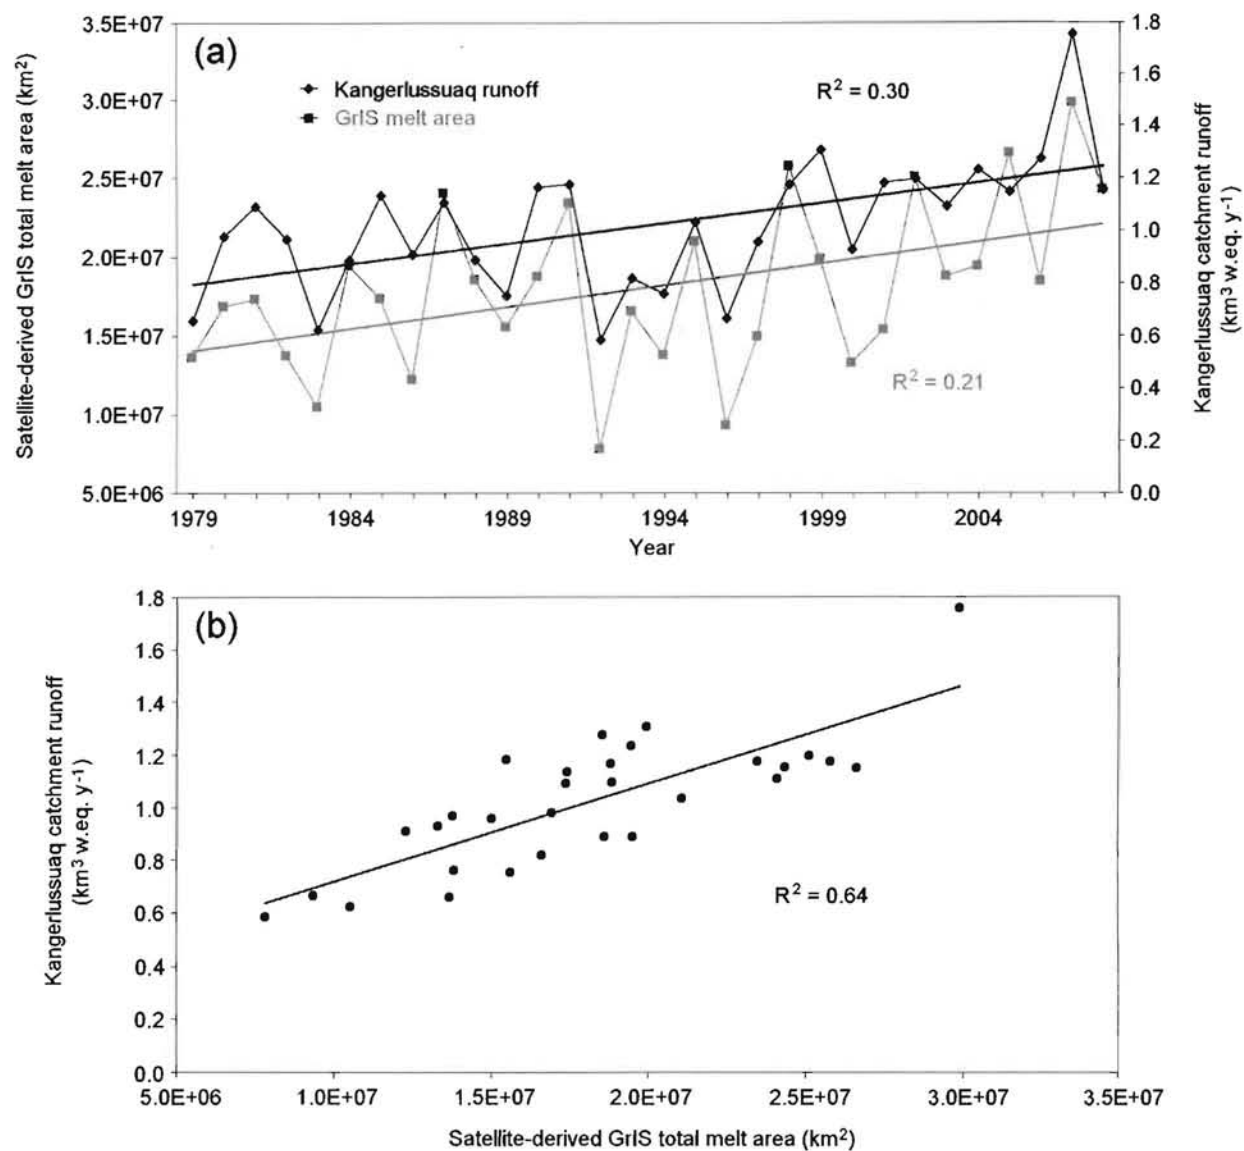 (a)
Kangerlussuaq runoff
GrIS melt area
R² = 0.30
R² = 0.21
Satellite-derived GrIS total melt area (km²)
3.5E+07
3.0E+07
2.5E+07
2.0E+07
1.5E+07
1.0E+07
5.0E+06
1.8
1.6
1.4
1.2
1.0
0.8
0.6
0.4
0.2
0.0
Kangerlussuaq catchment runoff
(km³ w.eq. y⁻¹)
1979 1984 1989 1994 1999 2004
Year
(b)
R² = 0.64
Kangerlussuaq catchment runoff
(km³ w.eq. y⁻¹)
1.8
1.6
1.4
1.2
1.0
0.8
0.6
0.4
0.2
0.0
5.0E+06 1.0E+07 1.5E+07 2.0E+07 2.5E+07 3.0E+07 3.5E+07
Satellite-derived GrIS total melt area (km²)